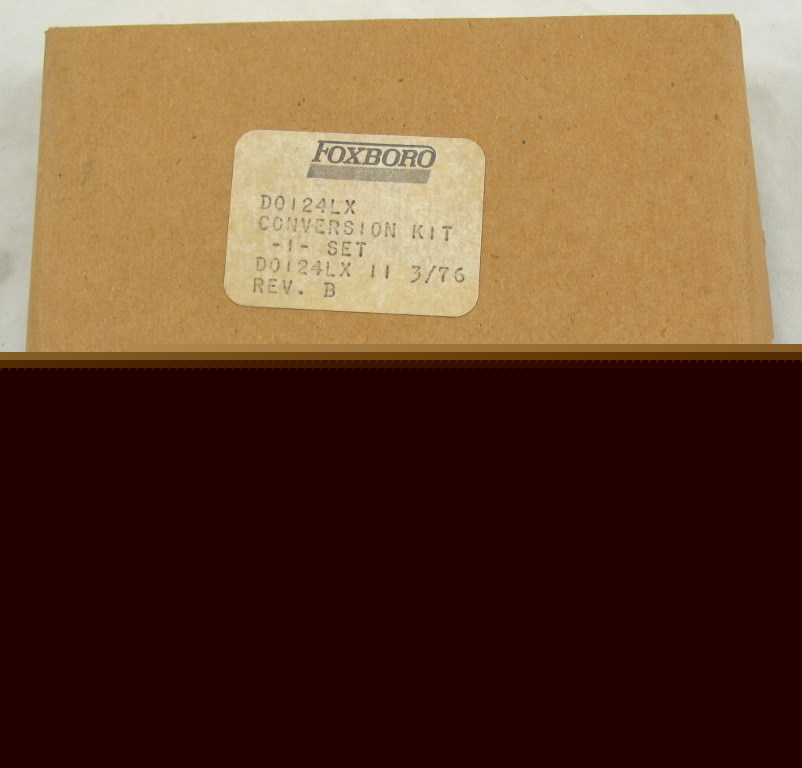 FOXBORO
D0124LX
CONVERSION KIT
-1- SET
D0124LX 11 3/76
REV. B